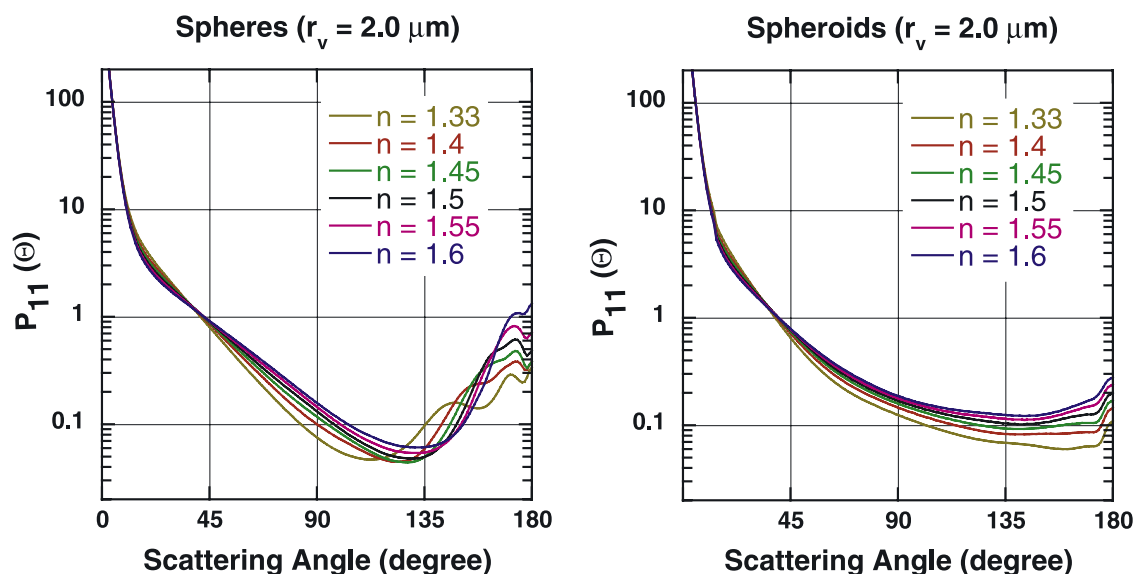 Spheres (r_v = 2.0 μm)
P_11 (Θ)
100
10
1
0.1
n = 1.33
n = 1.4
n = 1.45
n = 1.5
n = 1.55
n = 1.6
0 45 90 135 180
Scattering Angle (degree)
Spheroids (r_v = 2.0 μm)
P_11 (Θ)
100
10
1
0.1
n = 1.33
n = 1.4
n = 1.45
n = 1.5
n = 1.55
n = 1.6
45 90 135 180
Scattering Angle (degree)